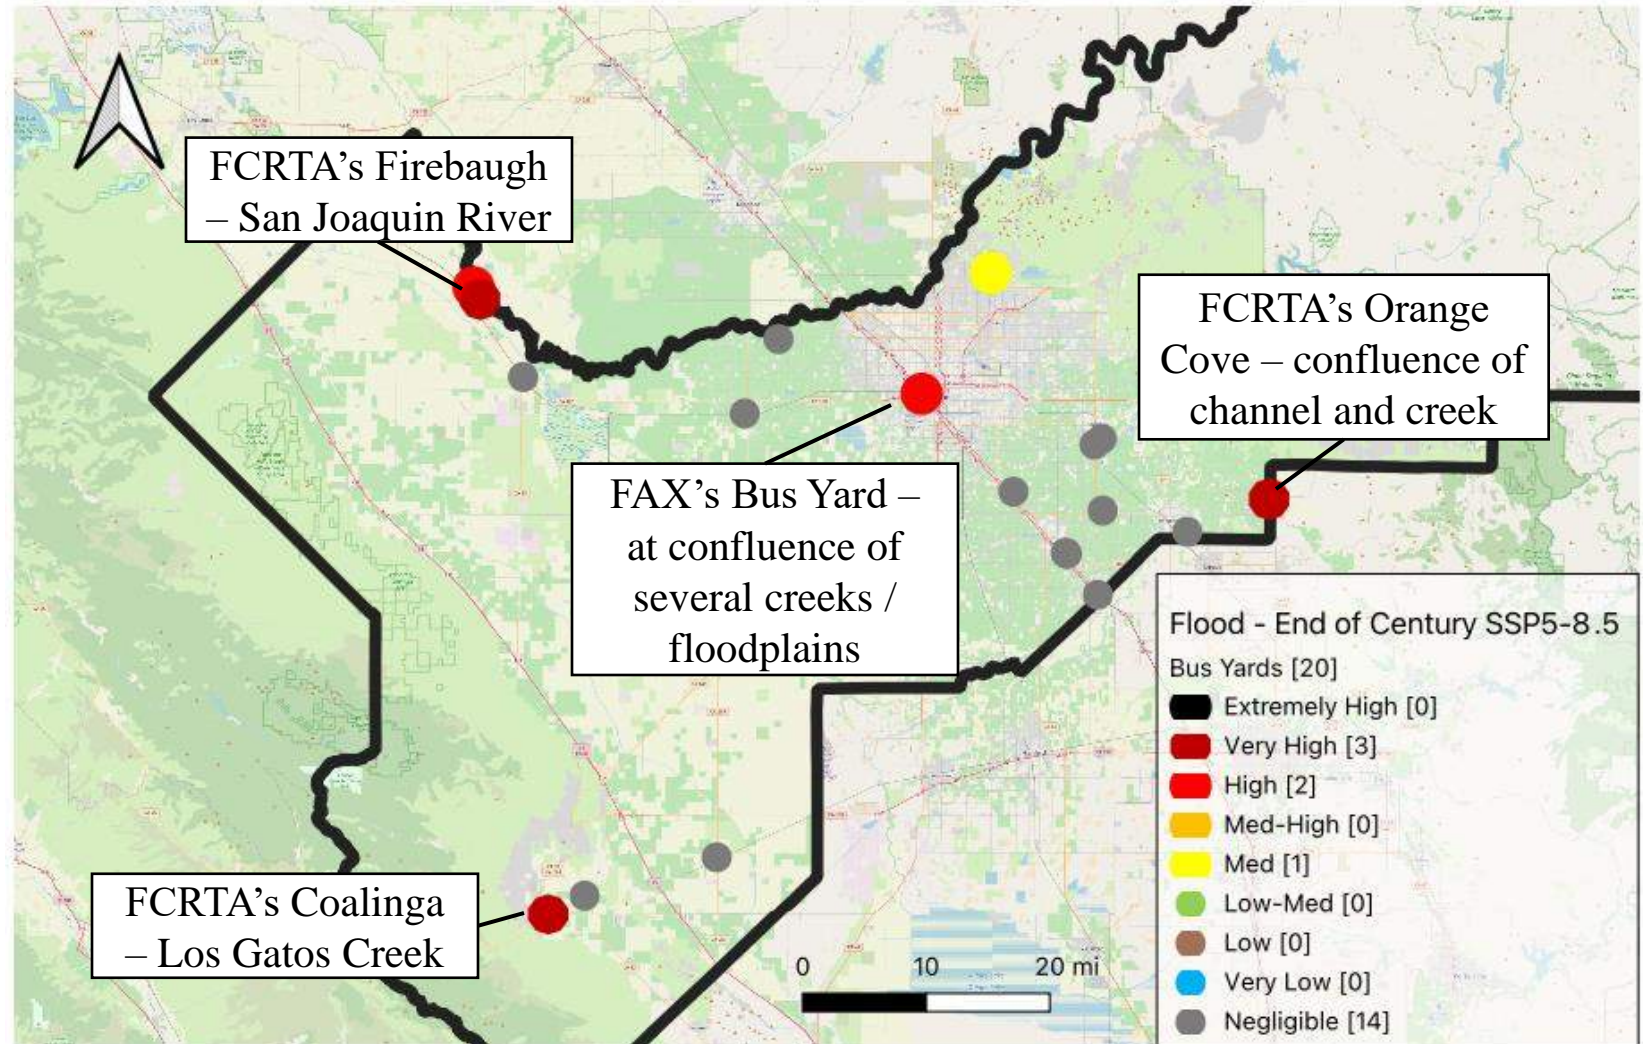 FCRTA's Firebaugh
– San Joaquin River
FCRTA's Orange
Cove – confluence of
channel and creek
FAX's Bus Yard –
at confluence of
several creeks /
floodplains
FCRTA's Coalinga
– Los Gatos Creek
0 10 20 mi
Flood - End of Century SSP5-8.5
Bus Yards [20]
Extremely High [0]
Very High [3]
High [2]
Med-High [0]
Med [1]
Low-Med [0]
Low [0]
Very Low [0]
Negligible [14]